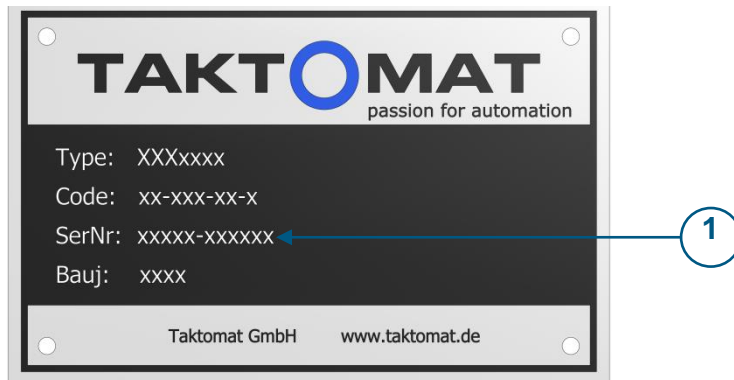 TAKTOMAT
passion for automation
Type: XXXxxxx
Code: xx-xxx-xx-x
SerNr: xxxxx-xxxxxx
1
Bauj: xxxx
Taktomat GmbH www.taktomat.de